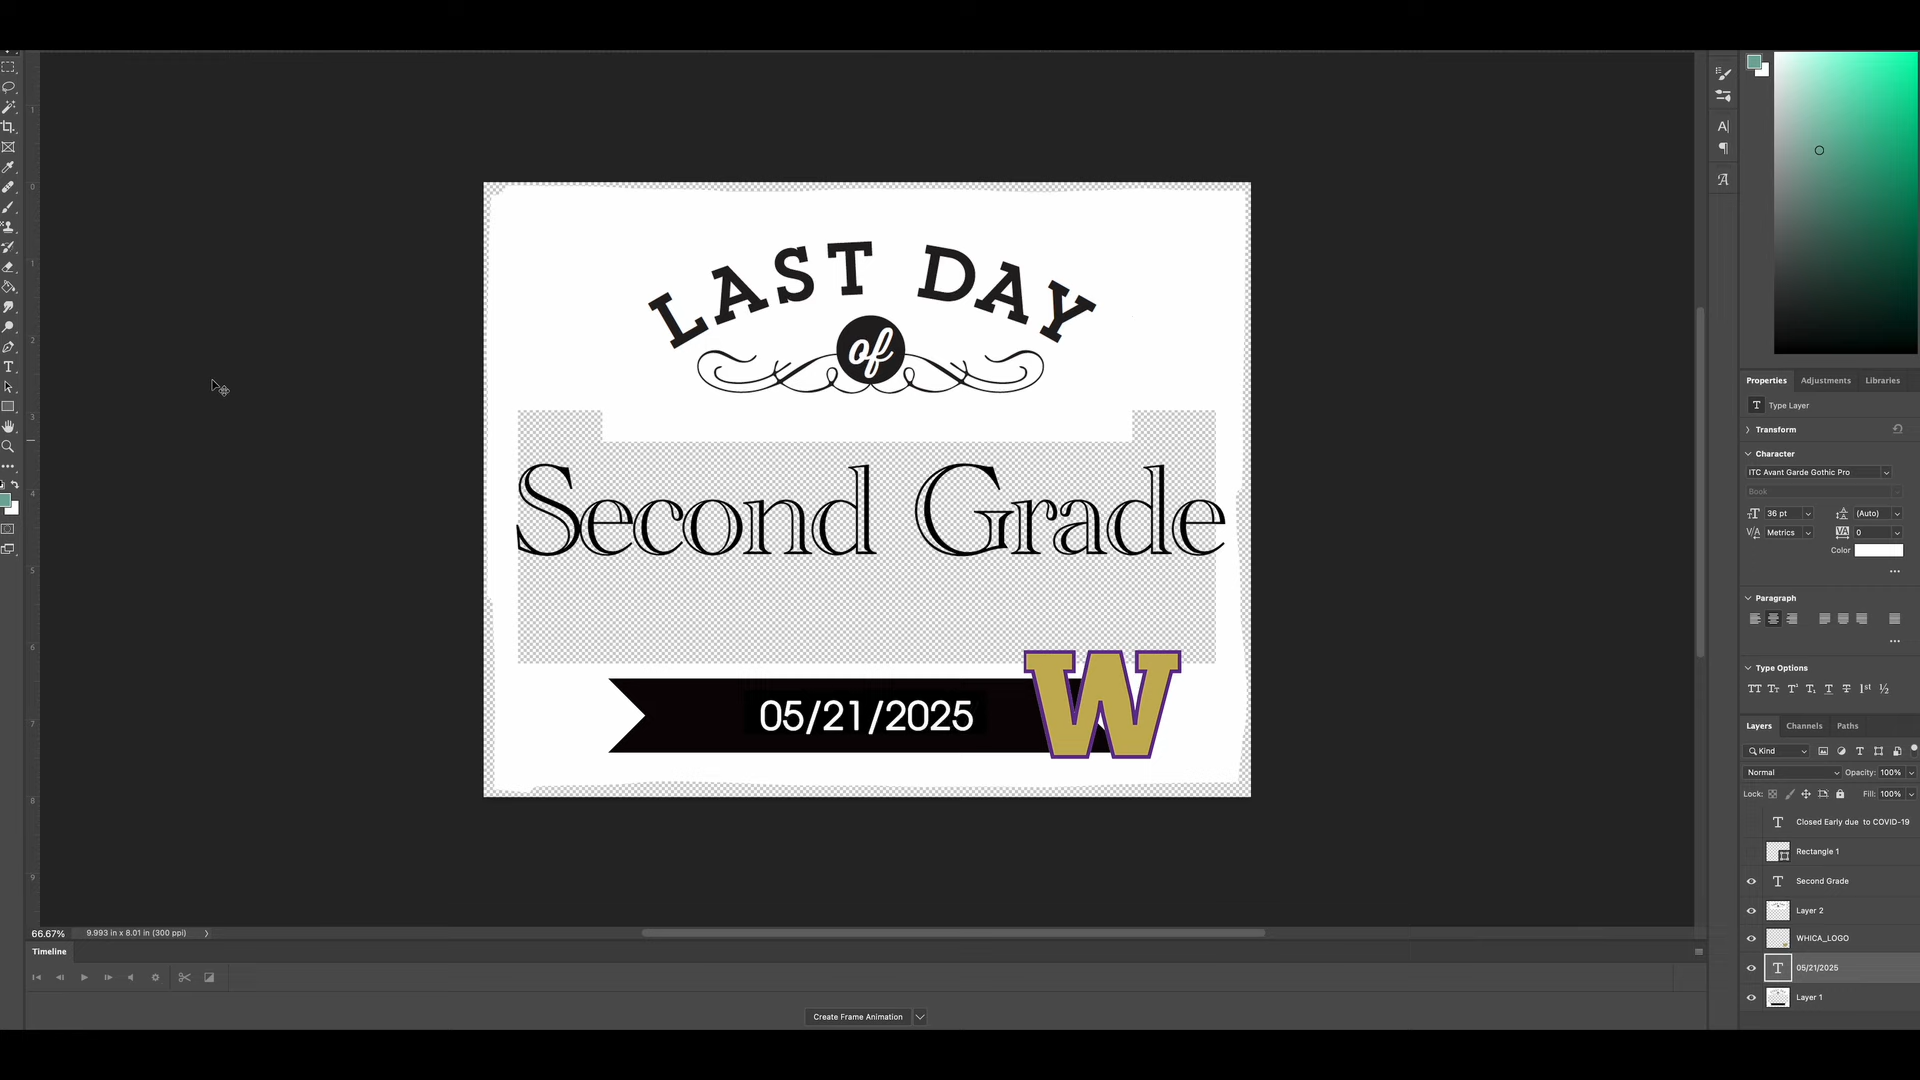 LAST DAY
of
Second Grade
05/21/2025
W
Properties Adjustments Libraries
T Type Layer
Transform
Character
ITC Avant Garde Gothic Pro
Book
36 pt (Auto)
Metrics 0
Color
Paragraph
Type Options
Layers Channels Paths
Kind
Normal Opacity: 100%
Lock: Fill: 100%
T Closed Early due to COVID-19
Rectangle 1
T Second Grade
Layer 2
WHICA_LOGO
T 05/21/2025
Layer 1
66.67% 9.993 in x 8.01 in (300 ppi)
Timeline
Create Frame Animation